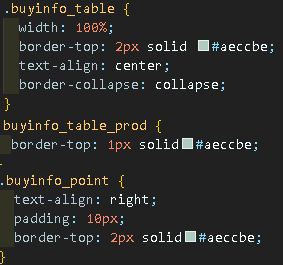 .buyinfo_table {
width: 100%;
border-top: 2px solid #aeccbe;
text-align: center;
border-collapse: collapse;
}
buyinfo_table_prod {
border-top: 1px solid #aeccbe;
.buyinfo_point {
text-align: right;
padding: 10px;
border-top: 2px solid #aeccbe;
}